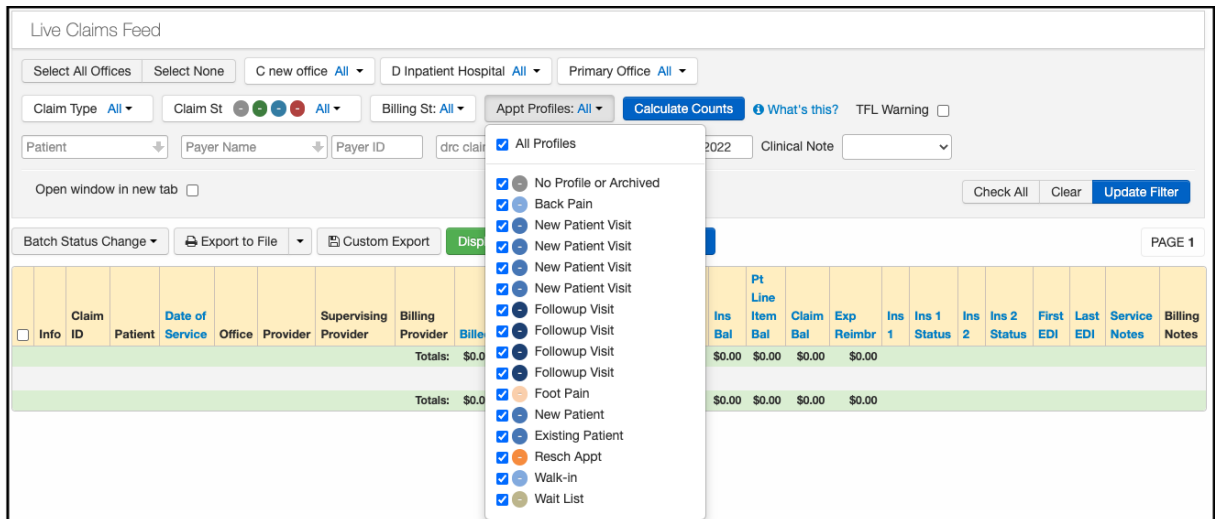 Live Claims Feed
Select All Offices Select None C new office All D Inpatient Hospital All Primary Office All
Claim Type All Claim St - - - - All Billing St: All Appt Profiles: All Calculate Counts What's this? TFL Warning
Patient Payer Name Payer ID drc clai 2022 Clinical Note
Open window in new tab Check All Clear Update Filter
Batch Status Change Export to File Custom Export Disp PAGE 1
All Profiles
- No Profile or Archived
- Back Pain
- New Patient Visit
- New Patient Visit
- New Patient Visit
- New Patient Visit
- Followup Visit
- Followup Visit
- Followup Visit
- Followup Visit
- Foot Pain
- New Patient
- Existing Patient
- Resch Appt
- Walk-in
- Wait List
Info Claim ID Patient Date of Service Office Provider Supervising Provider Billing Provider Bille Ins Bal Pt Line Item Bal Claim Bal Exp Reimbr Ins 1 Ins 1 Status Ins 2 Ins 2 Status First EDI Last EDI Service Notes Billing Notes
Totals: $0.0 $0.00 $0.00 $0.00 $0.00
Totals: $0.0 $0.00 $0.00 $0.00 $0.00